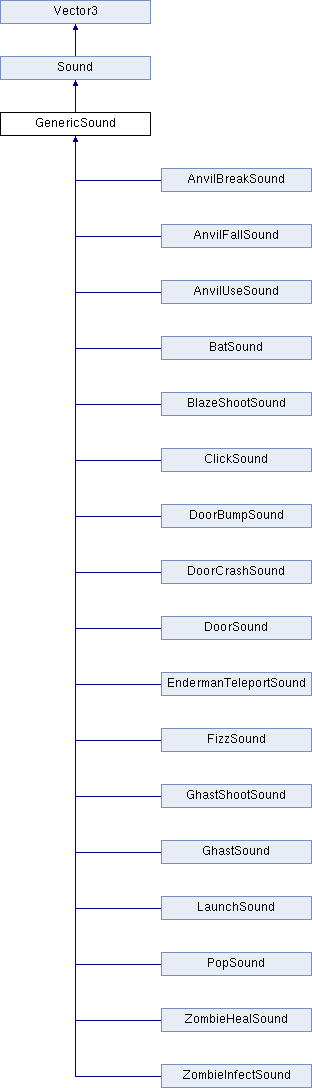 Vector3
Sound
GenericSound
AnvilBreakSound
AnvilFallSound
AnvilUseSound
BatSound
BlazeShootSound
ClickSound
DoorBumpSound
DoorCrashSound
DoorSound
EndermanTeleportSound
FizzSound
GhastShootSound
GhastSound
LaunchSound
PopSound
ZombieHealSound
ZombieInfectSound